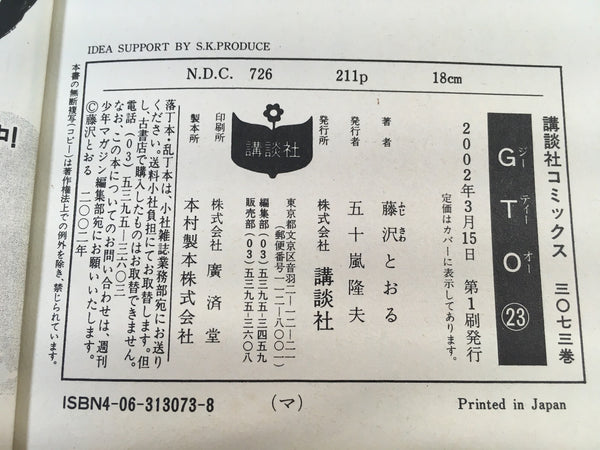 IDEA SUPPORT BY S.K.PRODUCE
N.D.C. 726 211p 18cm
講談社コミックス 三〇七三巻
GTO ㉓
ジー ティー オー
2002年3月15日 第1刷発行
定価はカバーに表示してあります。
著者 藤沢とおる
発行者 五十嵐隆夫
発行所 株式会社 講談社
東京都文京区音羽二―一二―二一
(郵便番号一一二―八〇〇一)
編集部(〇三)五三九五―三四五九
販売部(〇三)五三九五―三六〇八
講談社
印刷所 株式会社 廣済堂
製本所 本村製本株式会社
落丁本・乱丁本は、小社雑誌業務部宛にお送り
ください。送料小社負担にてお取替します。但
し、古書店で購入したものはお取替できません。
電話(〇三)五三九五―三六〇三
なお、この本についてのお問い合わせは、週刊
少年マガジン編集部宛にお願いいたします。
©藤沢とおる 二〇〇二年
本書の無断複写(コピー)は著作権法上での例外を除き、禁じられています。
ISBN4-06-313073-8 (マ) Printed in Japan